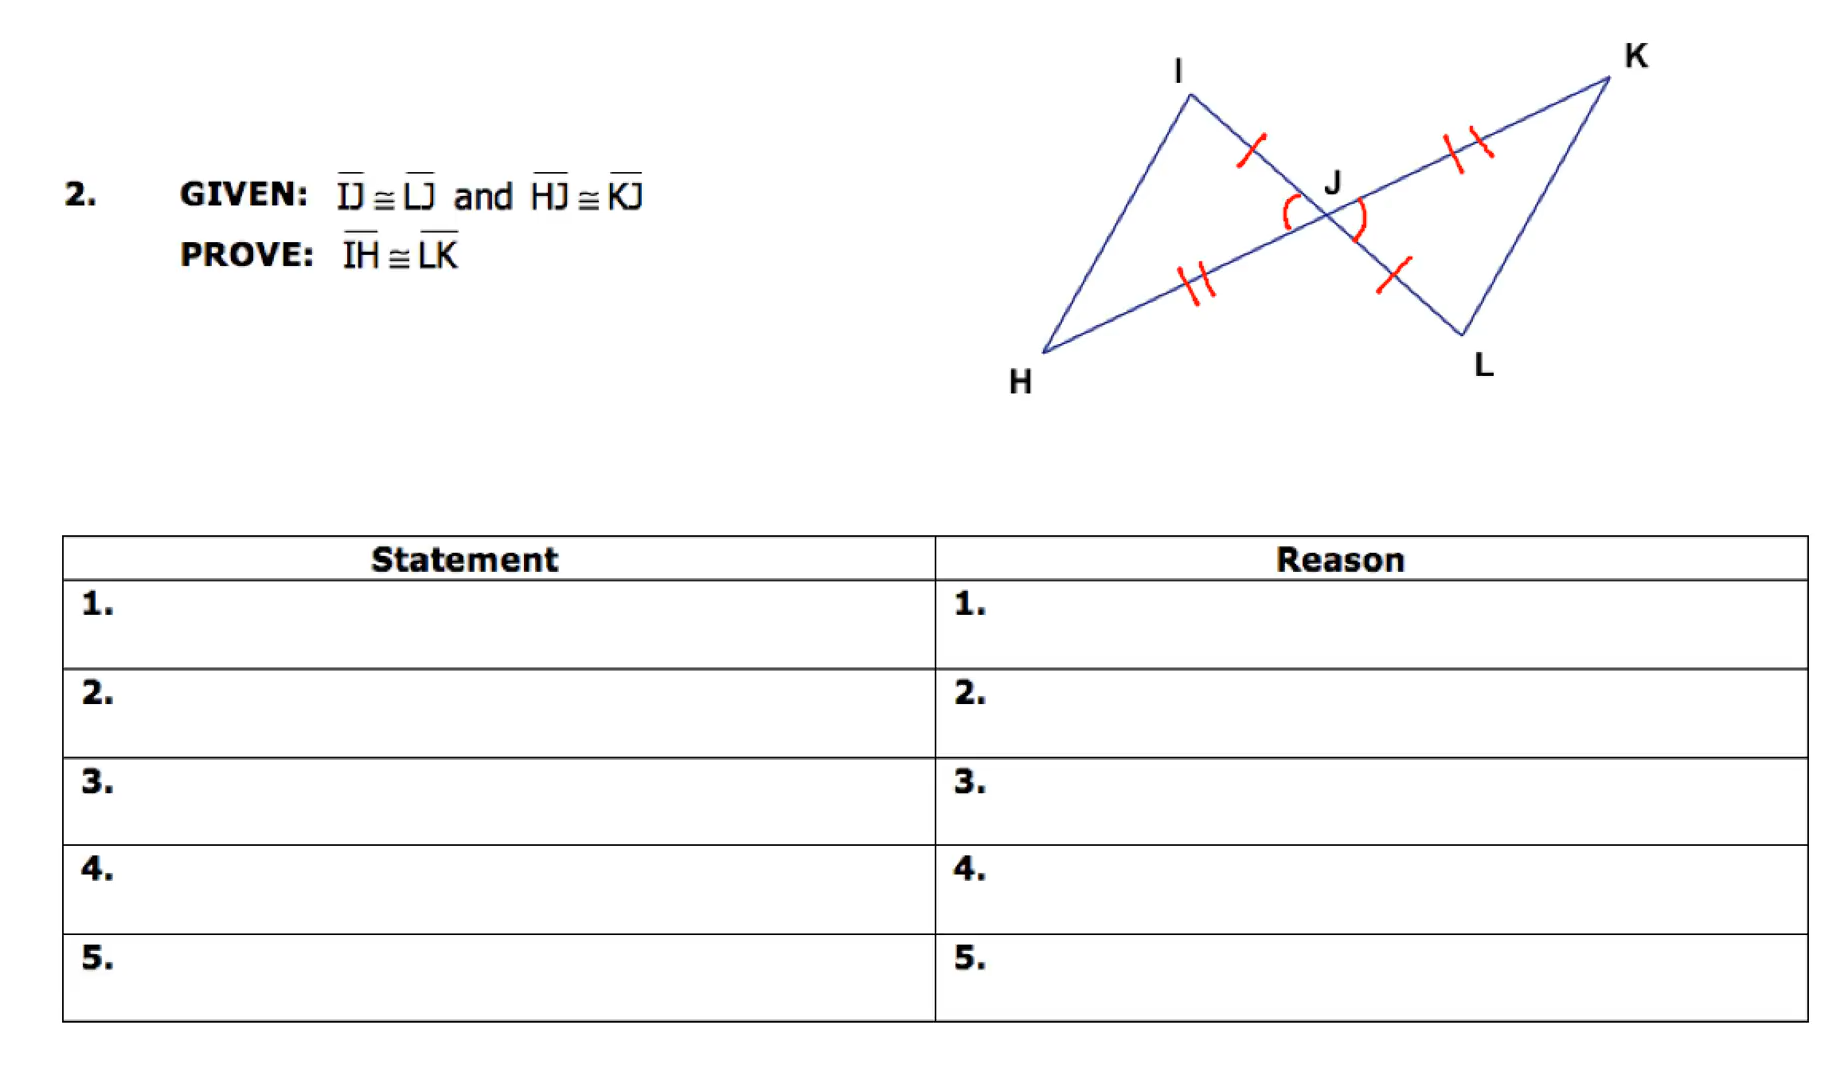 I
K
J
2. GIVEN: IJ ≅ LJ and HJ ≅ KJ
PROVE: IH ≅ LK
L
H
Statement Reason
1. 1.
2. 2.
3. 3.
4. 4.
5. 5.